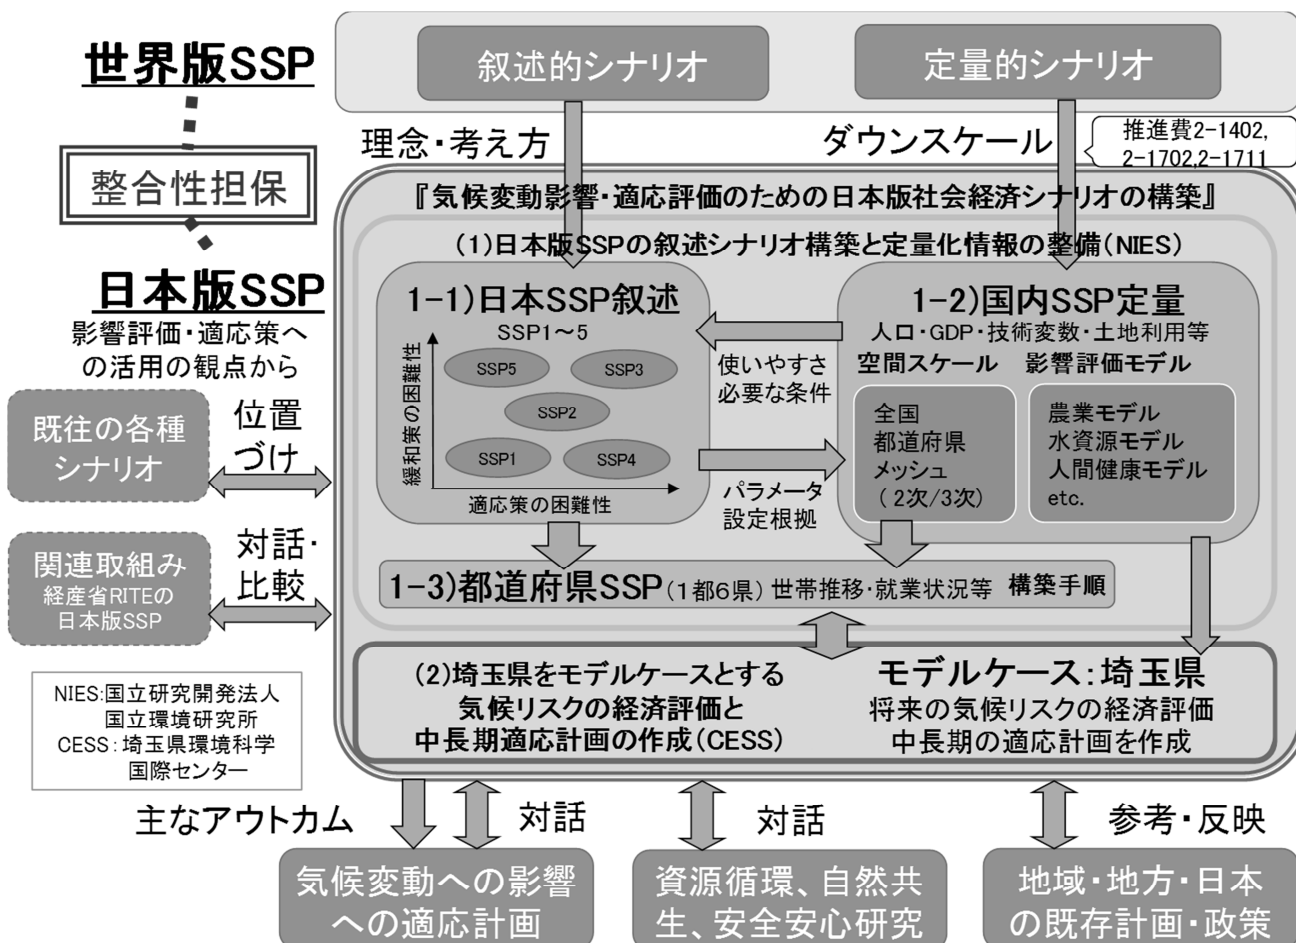 世界版SSP
整合性担保
日本版SSP
影響評価・適応策へ
の活用の観点から
叙述的シナリオ
定量的シナリオ
理念・考え方
ダウンスケール
推進費2-1402,
2-1702,2-1711
『気候変動影響・適応評価のための日本版社会経済シナリオの構築』
(1)日本版SSPの叙述シナリオ構築と定量化情報の整備(NIES)
1-1)日本SSP叙述
SSP1～5
緩和策の困難性
SSP5
SSP3
SSP2
SSP1
SSP4
適応策の困難性
使いやすさ
必要な条件
パラメータ
設定根拠
1-2)国内SSP定量
人口・GDP・技術変数・土地利用等
空間スケール
全国
都道府県
メッシュ
(2次/3次)
影響評価モデル
農業モデル
水資源モデル
人間健康モデル
etc.
1-3)都道府県SSP(1都6県)世帯推移・就業状況等 構築手順
既往の各種
シナリオ
位置
づけ
関連取組み
経産省RITEの
日本版SSP
対話・
比較
NIES:国立研究開発法人
国立環境研究所
CESS:埼玉県環境科学
国際センター
(2)埼玉県をモデルケースとする
気候リスクの経済評価と
中長期適応計画の作成(CESS)
モデルケース:埼玉県
将来の気候リスクの経済評価
中長期の適応計画を作成
主なアウトカム
対話
対話
参考・反映
気候変動への影響
への適応計画
資源循環、自然共
生、安全安心研究
地域・地方・日本
の既存計画・政策